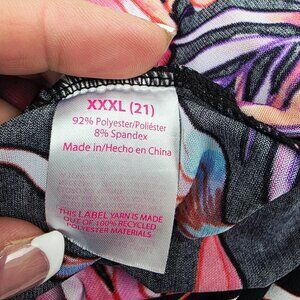 XXXL (21)
92% Polyester/Poliéster
8% Spandex
Made in/Hecho en China
THIS LABEL YARN IS MADE
OUT OF 100% RECYCLED
POLYESTER MATERIALS